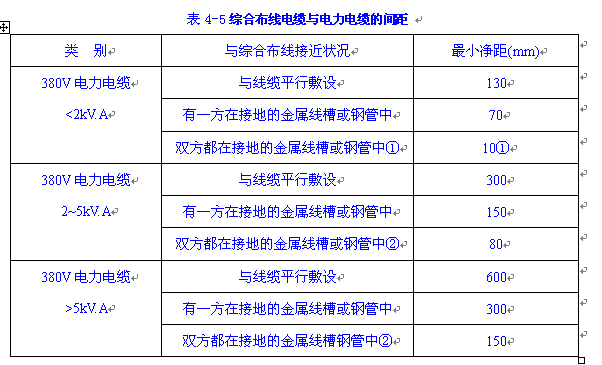 表 4-5 综合布线电缆与电力电缆的间距
类 别 与综合布线接近状况 最小净距(mm)
380V 电力电缆 与线缆平行敷设 130
<2kV.A 有一方在接地的金属线槽或钢管中 70
双方都在接地的金属线槽或钢管中① 10①
380V 电力电缆 与线缆平行敷设 300
2~5kV.A 有一方在接地的金属线槽或钢管中 150
双方都在接地的金属线槽或钢管中② 80
380V 电力电缆 与线缆平行敷设 600
>5kV.A 有一方在接地的金属线槽或钢管中 300
双方都在接地的金属线槽钢管中② 150